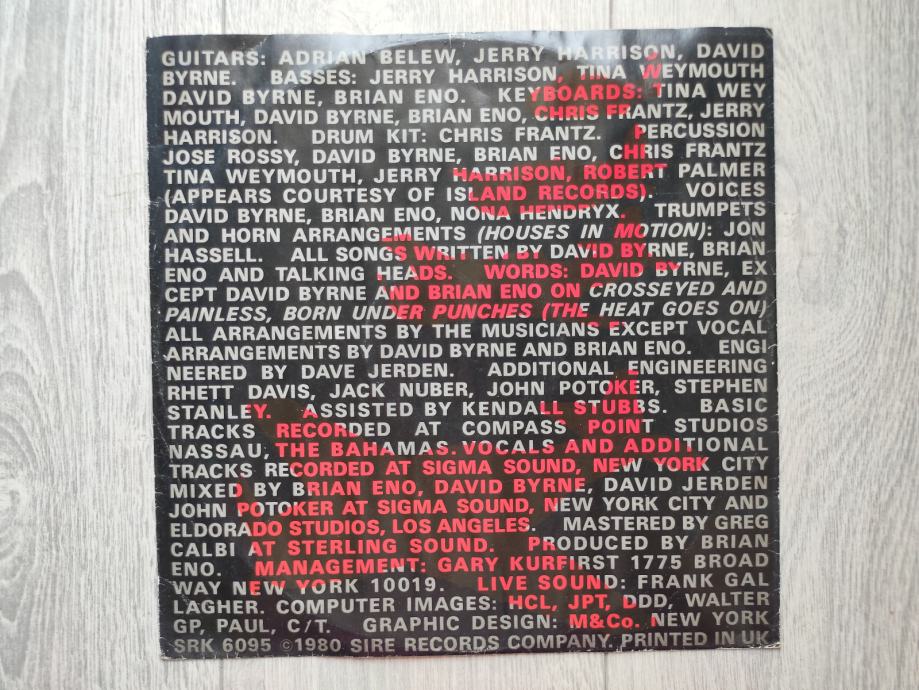 GUITARS: ADRIAN BELEW, JERRY HARRISON, DAVID
BYRNE. BASSES: JERRY HARRISON, TINA WEYMOUTH
DAVID BYRNE, BRIAN ENO. KEYBOARDS: TINA WEY
MOUTH, DAVID BYRNE, BRIAN ENO, CHRIS FRANTZ, JERRY
HARRISON. DRUM KIT: CHRIS FRANTZ. PERCUSSION
JOSE ROSSY, DAVID BYRNE, BRIAN ENO, CHRIS FRANTZ
TINA WEYMOUTH, JERRY HARRISON, ROBERT PALMER
(APPEARS COURTESY OF ISLAND RECORDS). VOICES
DAVID BYRNE, BRIAN ENO, NONA HENDRYX. TRUMPETS
AND HORN ARRANGEMENTS (HOUSES IN MOTION): JON
HASSELL. ALL SONGS WRITTEN BY DAVID BYRNE, BRIAN
ENO AND TALKING HEADS. WORDS: DAVID BYRNE, EX
CEPT DAVID BYRNE AND BRIAN ENO ON CROSSEYED AND
PAINLESS, BORN UNDER PUNCHES (THE HEAT GOES ON)
ALL ARRANGEMENTS BY THE MUSICIANS EXCEPT VOCAL
ARRANGEMENTS BY DAVID BYRNE AND BRIAN ENO. ENGI
NEERED BY DAVE JERDEN. ADDITIONAL ENGINEERING
RHETT DAVIS, JACK NUBER, JOHN POTOKER, STEPHEN
STANLEY. ASSISTED BY KENDALL STUBBS. BASIC
TRACKS RECORDED AT COMPASS POINT STUDIOS
NASSAU, THE BAHAMAS. VOCALS AND ADDITIONAL
TRACKS RECORDED AT SIGMA SOUND, NEW YORK CITY
MIXED BY BRIAN ENO, DAVID BYRNE, DAVID JERDEN
JOHN POTOKER AT SIGMA SOUND, NEW YORK CITY AND
ELDORADO STUDIOS, LOS ANGELES. MASTERED BY GREG
CALBI AT STERLING SOUND. PRODUCED BY BRIAN
ENO. MANAGEMENT: GARY KURFIRST 1775 BROAD
WAY NEW YORK 10019. LIVE SOUND: FRANK GAL
LAGHER. COMPUTER IMAGES: HCL, JPT, DDD, WALTER
GP, PAUL, C/T. GRAPHIC DESIGN: M&Co. NEW YORK
SRK 6095 ©1980 SIRE RECORDS COMPANY. PRINTED IN UK